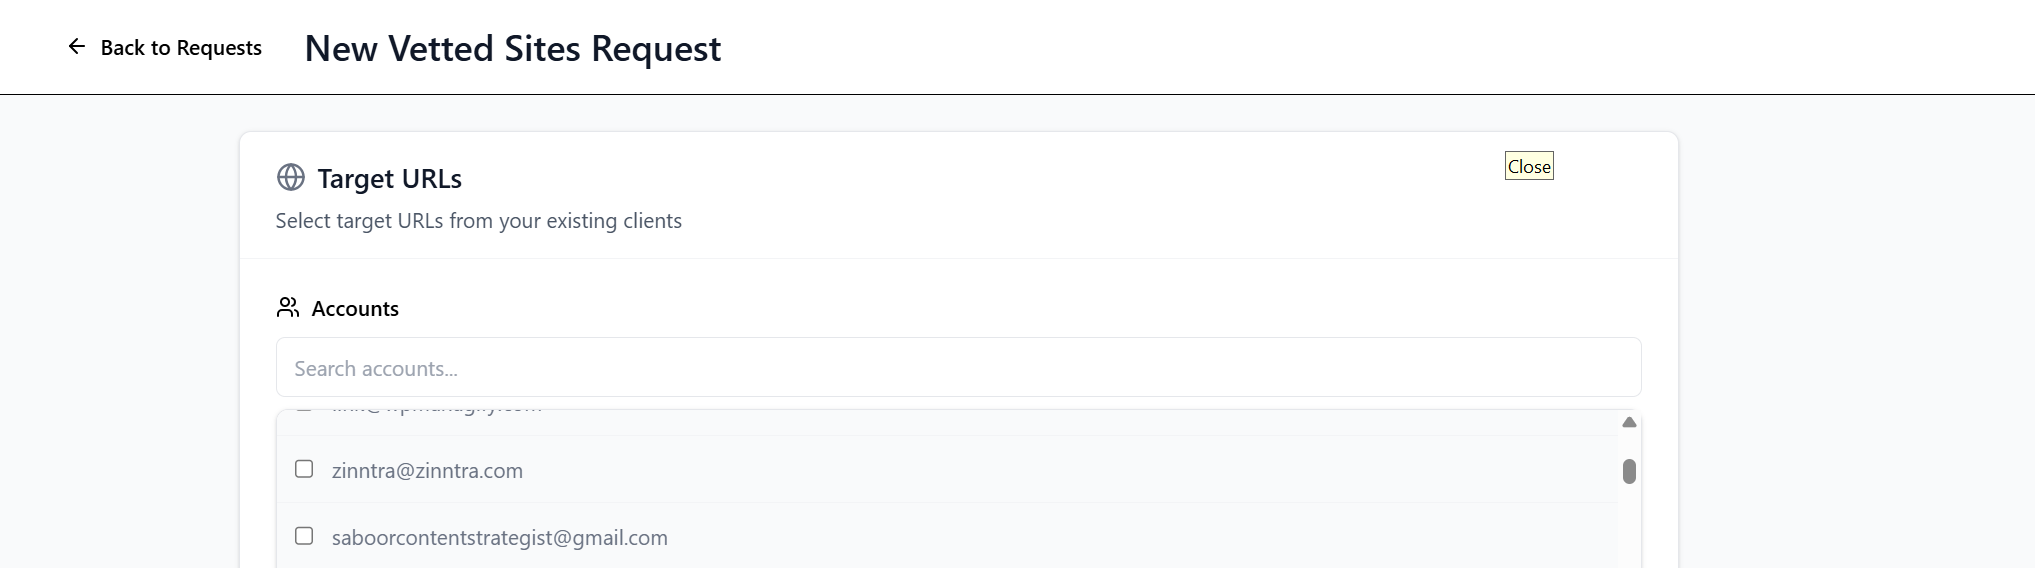 Back to Requests
New Vetted Sites Request
Target URLs
Close
Select target URLs from your existing clients
Accounts
Search accounts...
zinntra@zinntra.com
saboorcontentstrategist@gmail.com